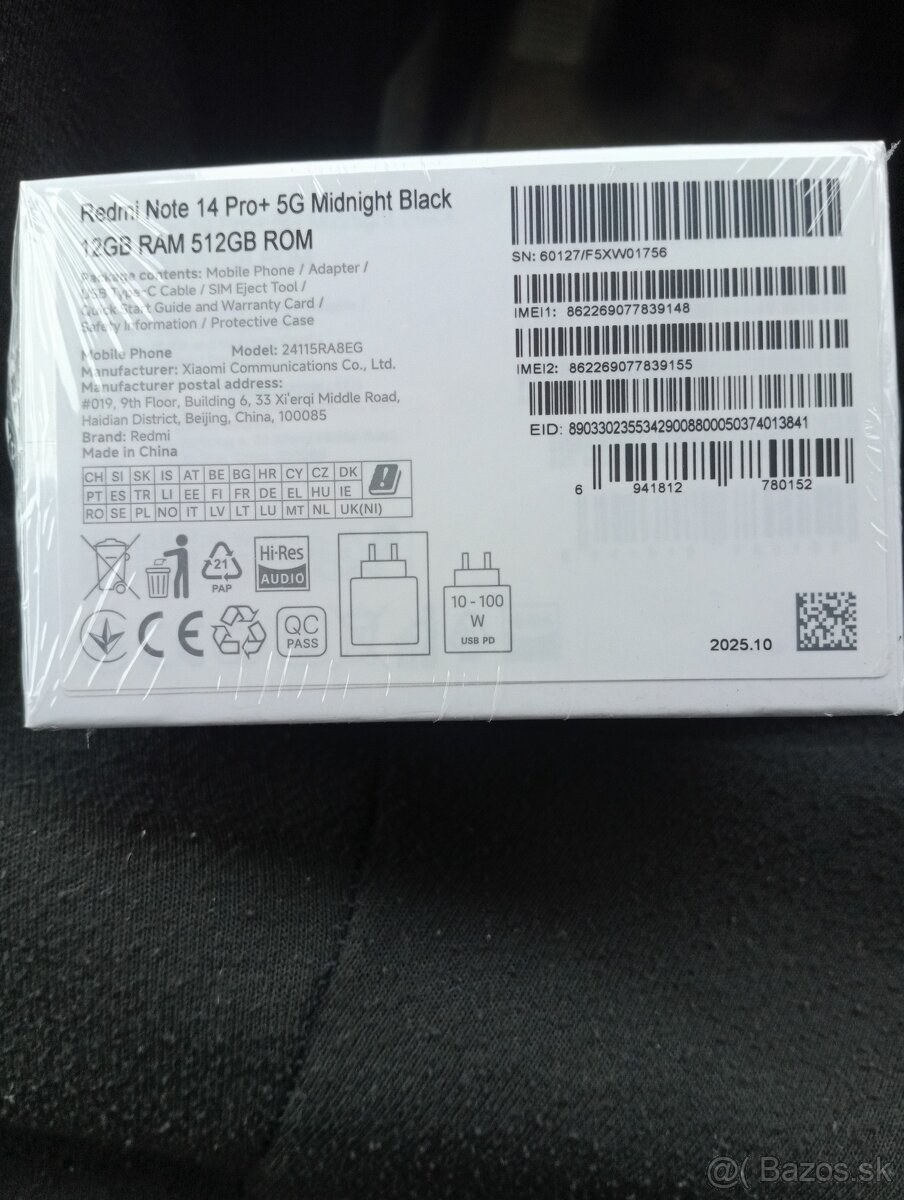 Redmi Note 14 Pro+ 5G Midnight Black
12GB RAM 512GB ROM
Package contents: Mobile Phone / Adapter /
USB Type-C Cable / SIM Eject Tool /
Quick Start Guide and Warranty Card /
Safety Information / Protective Case
Mobile Phone Model: 24115RA8EG
Manufacturer: Xiaomi Communications Co., Ltd.
Manufacturer postal address:
#019, 9th Floor, Building 6, 33 Xi'erqi Middle Road,
Haidian District, Beijing, China, 100085
Brand: Redmi
Made in China
CH SI SK IS AT BE BG HR CY CZ DK
PT ES TR LI EE FI FR DE EL HU IE
RO SE PL NO IT LV LT LU MT NL UK(NI)
21
PAP
Hi-Res
AUDIO
CE
QC
PASS
10 - 100
W
USB PD
SN: 60127/F5XW01756
IMEI1: 862269077839148
IMEI2: 862269077839155
EID: 89033023553429008800050374013841
6 941812 780152
2025.10
@( Bazos.sk